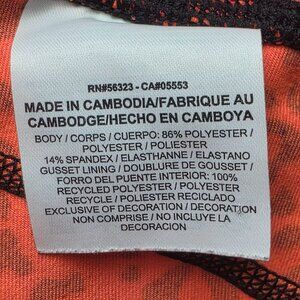 RN#56323 - CA#05553
MADE IN CAMBODIA/FABRIQUE AU
CAMBODGE/HECHO EN CAMBOYA
BODY / CORPS / CUERPO: 86% POLYESTER /
POLYESTER / POLIESTER
14% SPANDEX / ELASTHANNE / ELASTANO
GUSSET LINING / DOUBLURE DE GOUSSET /
FORRO DEL PUENTE INTERIOR: 100%
RECYCLED POLYESTER / POLYESTER
RECYCLE / POLIESTER RECICLADO
EXCLUSIVE OF DECORATION / DECORATION
NON COMPRISE / NO INCLUYE LA
DECORACION